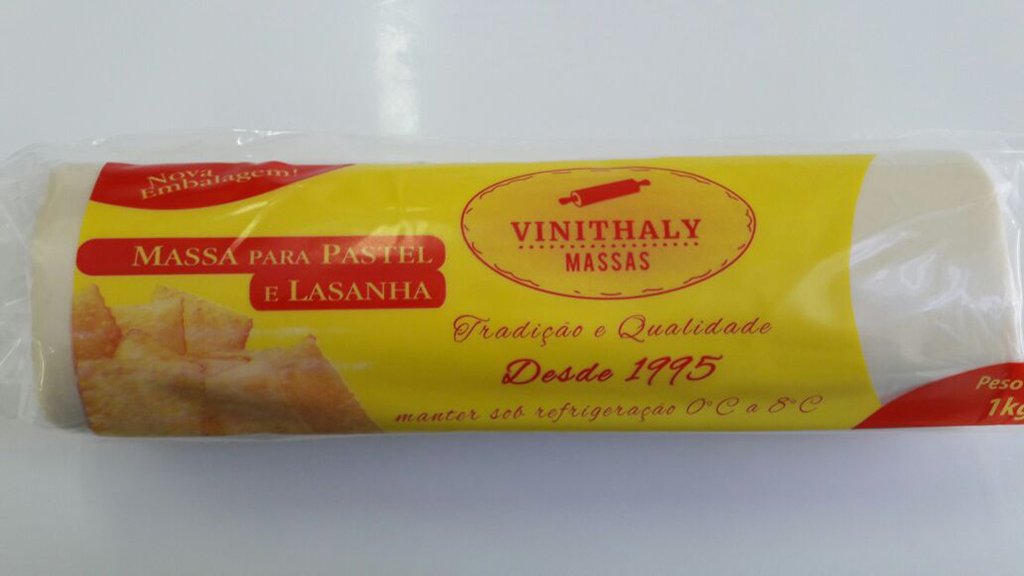 Nova
Embalagem!
MASSA PARA PASTEL
E LASANHA
VINITHALY
MASSAS
Tradição e Qualidade
Desde 1995
manter sob refrigeração 0°C a 8°C
Peso
1kg